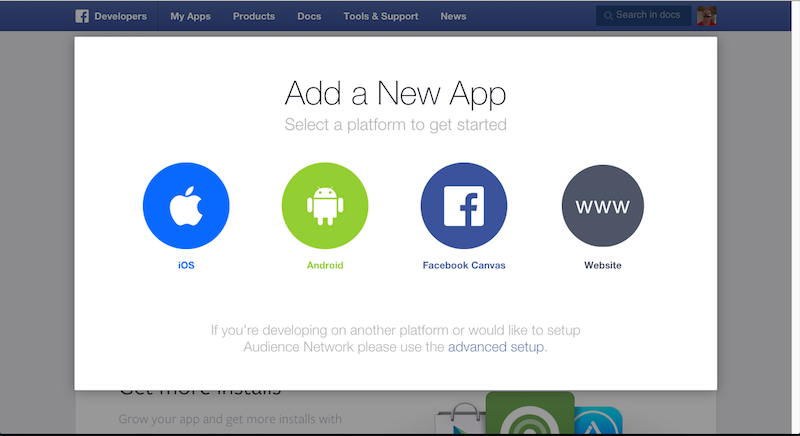 Developers My Apps Products Docs Tools & Support News Search in docs
Add a New App
Select a platform to get started
www
iOS Android Facebook Canvas Website
If you're developing on another platform or would like to setup
Audience Network please use the advanced setup.
Get more installs
Grow your app and get more installs with